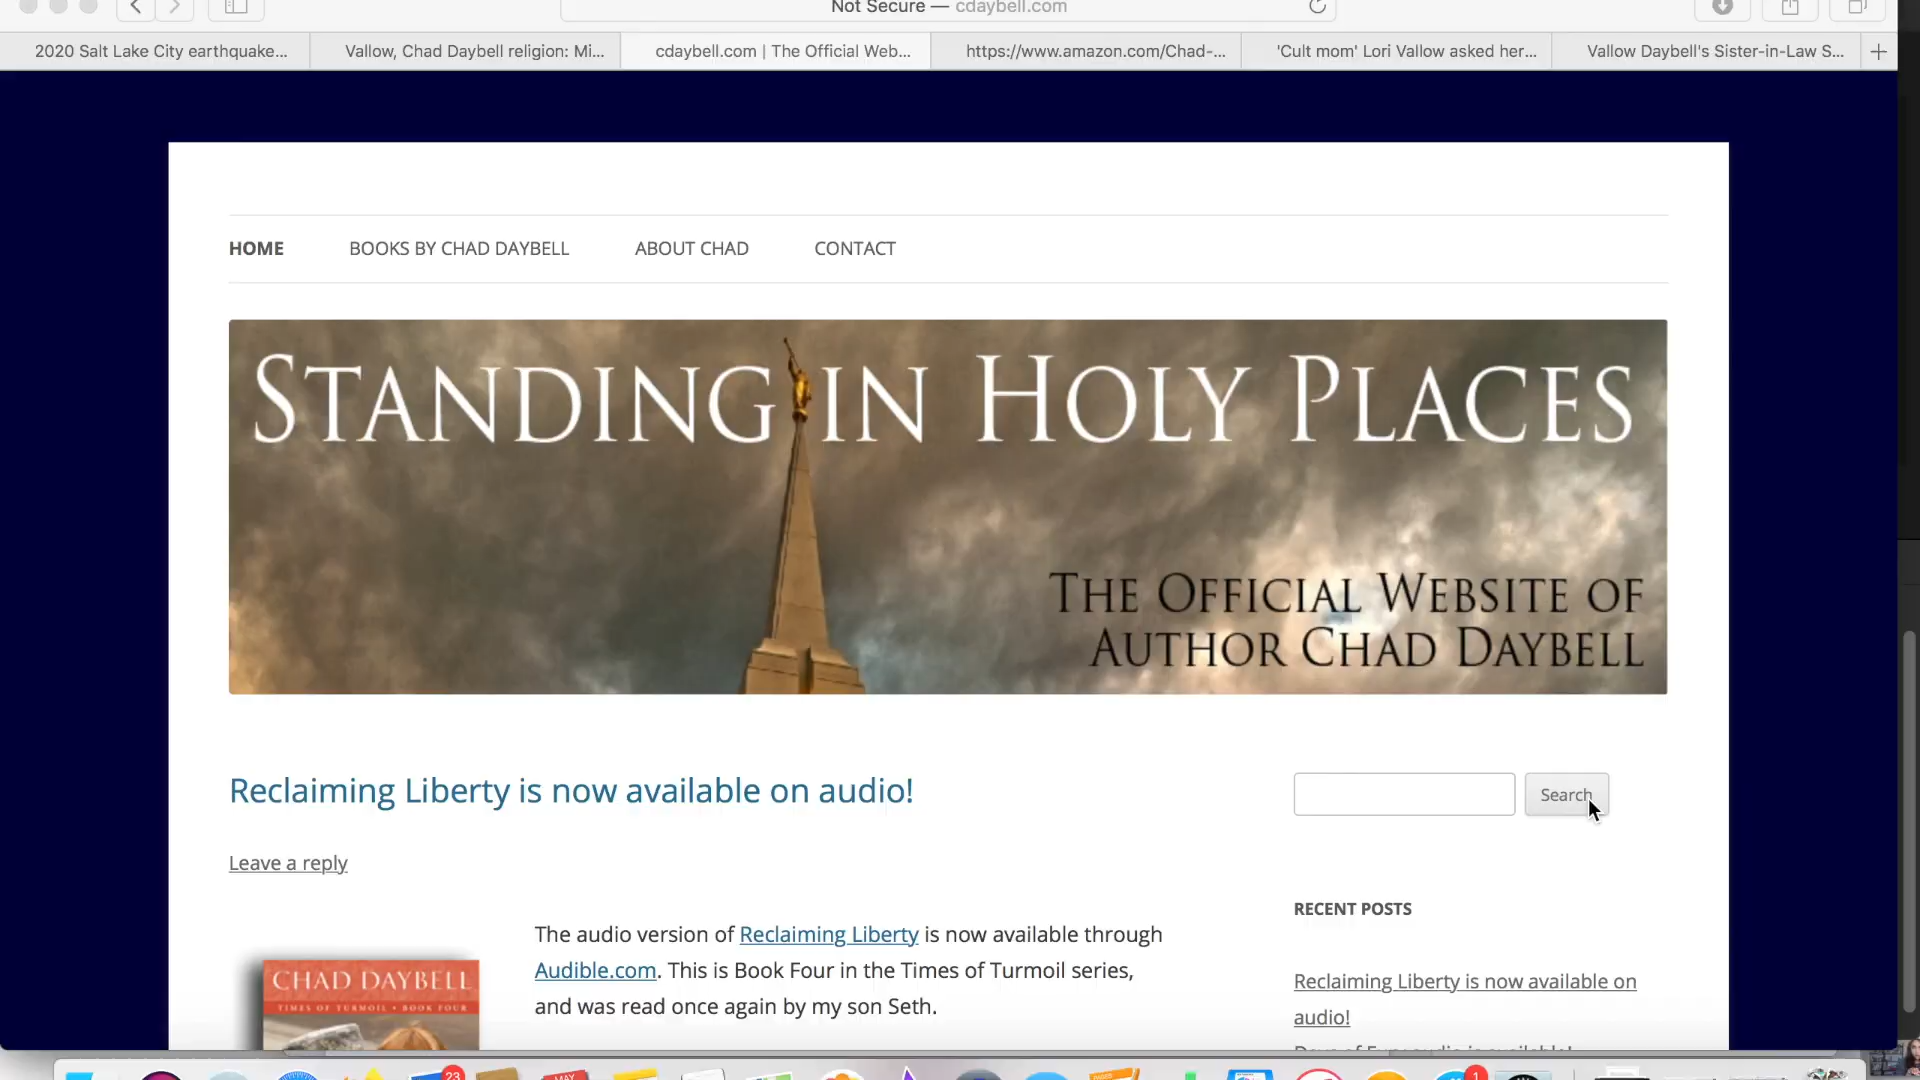 Not Secure — cdaybell.com
2020 Salt Lake City earthquake...
Vallow, Chad Daybell religion: Mi...
cdaybell.com | The Official Web...
https://www.amazon.com/Chad-...
'Cult mom' Lori Vallow asked her...
Vallow Daybell's Sister-in-Law S...
HOME
BOOKS BY CHAD DAYBELL
ABOUT CHAD
CONTACT
STANDING IN HOLY PLACES
THE OFFICIAL WEBSITE OF
AUTHOR CHAD DAYBELL
Reclaiming Liberty is now available on audio!
Search
Leave a reply
RECENT POSTS
The audio version of Reclaiming Liberty is now available through
Audible.com. This is Book Four in the Times of Turmoil series,
and was read once again by my son Seth.
CHAD DAYBELL
TIMES OF TURMOIL • BOOK FOUR
Reclaiming Liberty is now available on
audio!
23
MAY
PAGES
1